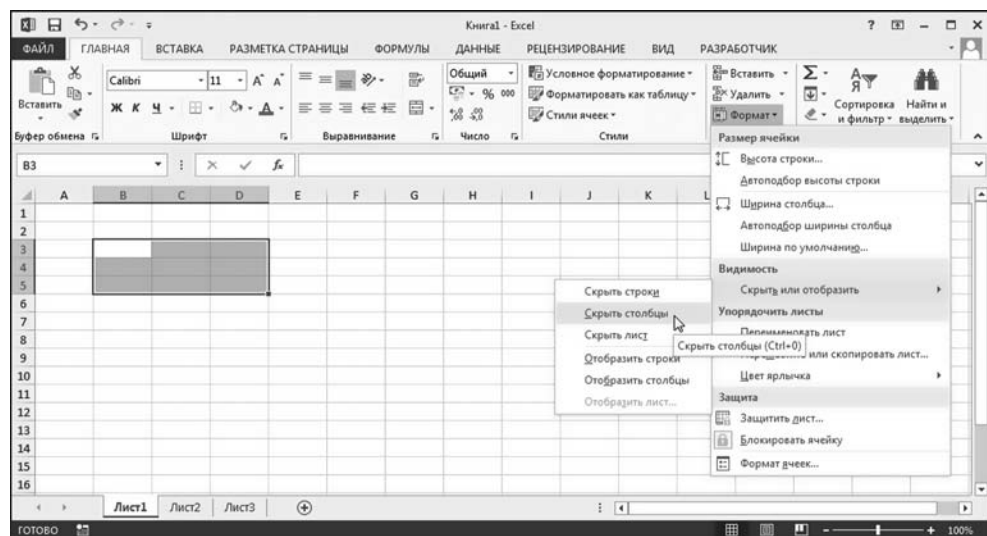 Книга1 - Excel
?
ФАЙЛ ГЛАВНАЯ ВСТАВКА РАЗМЕТКА СТРАНИЦЫ ФОРМУЛЫ ДАННЫЕ РЕЦЕНЗИРОВАНИЕ ВИД РАЗРАБОТЧИК
Вставить
Буфер обмена
Calibri 11 A A
Ж К Ч A
Шрифт
Выравнивание
Общий
% 000
Число
Условное форматирование
Форматировать как таблицу
Стили ячеек
Стили
Вставить
Удалить
Формат
Σ
Сортировка и фильтр
Найти и выделить
B3 fx
A B C D E F G H I J K L
1
2
3
4
5
6
7
8
9
10
11
12
13
14
15
16
Размер ячейки
Высота строки...
Автоподбор высоты строки
Ширина столбца...
Автоподбор ширины столбца
Ширина по умолчанию...
Видимость
Скрыть или отобразить
Упорядочить листы
Переименовать лист
или скопировать лист...
Цвет ярлычка
Защита
Защитить лист...
Блокировать ячейку
Формат ячеек...
Скрыть строки
Скрыть столбцы
Скрыть лист
Отобразить строки
Отобразить столбцы
Отобразить лист...
Скрыть столбцы (Ctrl+0)
Лист1 Лист2 Лист3
ГОТОВО
100%